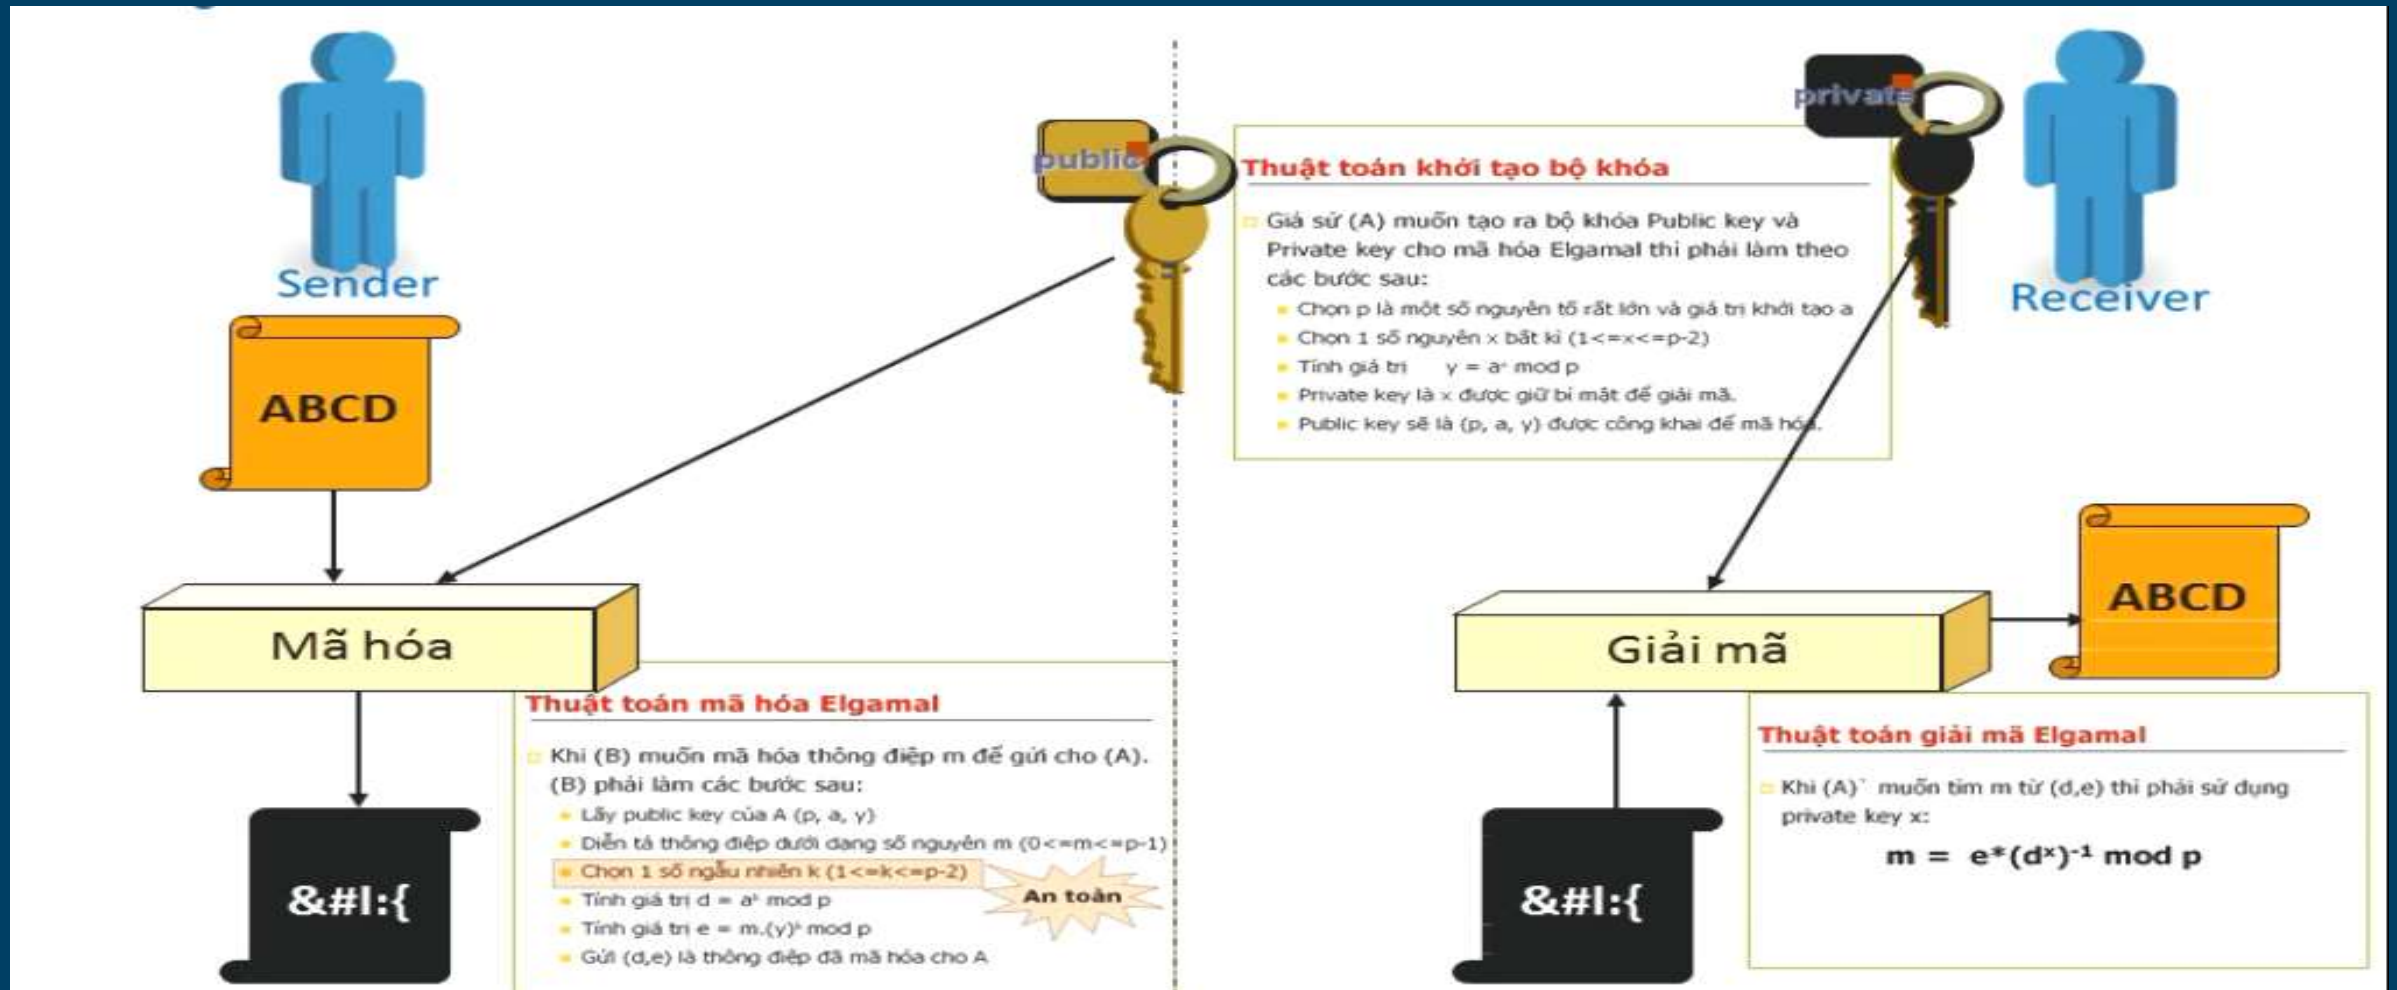 Sender
ABCD
Mã hóa
&#l:{
public
private
Receiver
Thuật toán khởi tạo bộ khóa
Giả sử (A) muốn tạo ra bộ khóa Public key và
Private key cho mã hóa Elgamal thì phải làm theo
các bước sau:
Chọn p là một số nguyên tố rất lớn và giá trị khởi tạo a
Chọn 1 số nguyên x bất kì (1<=x<=p-2)
Tính giá trị y = aˣ mod p
Private key là x được giữ bí mật để giải mã.
Public key sẽ là (p, a, y) được công khai để mã hóa.
Thuật toán mã hóa Elgamal
Khi (B) muốn mã hóa thông điệp m để gửi cho (A).
(B) phải làm các bước sau:
Lấy public key của A (p, a, y)
Diễn tả thông điệp dưới dạng số nguyên m (0<=m<=p-1)
Chọn 1 số ngẫu nhiên k (1<=k<=p-2)
An toàn
Tính giá trị d = aᵏ mod p
Tính giá trị e = m.(y)ᵏ mod p
Gửi (d,e) là thông điệp đã mã hóa cho A
Giải mã
ABCD
&#l:{
Thuật toán giải mã Elgamal
Khi (A)` muốn tìm m từ (d,e) thì phải sử dụng
private key x:
m = e*(dˣ)⁻¹ mod p